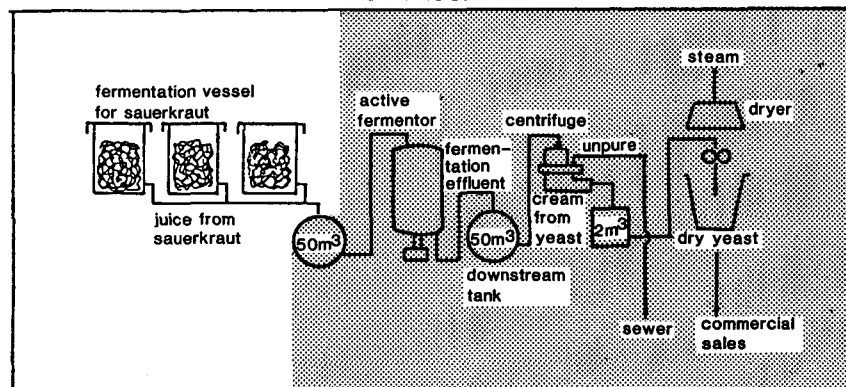 fermentation vessel
for sauerkraut
juice from
sauerkraut
50m³
active
fermentor
fermen-
tation
effluent
50m³
downstream
tank
centrifuge
unpure
cream
from
yeast
2m³
sewer
steam
dryer
dry yeast
commercial
sales